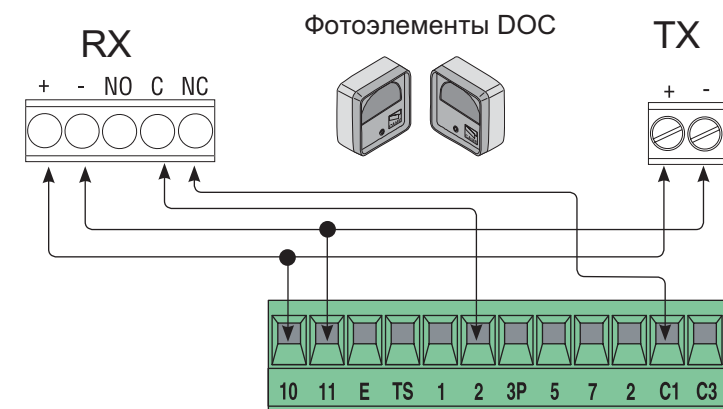 Фотоэлементы DOC
RX
TX
+ - NO C NC
+ -
10 11 E TS 1 2 3P 5 7 2 C1 C3